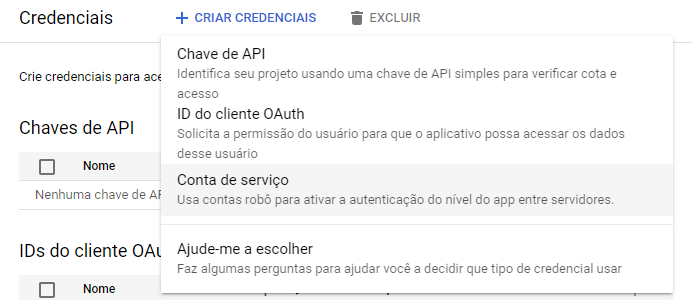 Credenciais
+ CRIAR CREDENCIAIS
EXCLUIR
Chave de API
Crie credenciais para ace
Identifica seu projeto usando uma chave de API simples para verificar cota e
acesso
ID do cliente OAuth
Solicita a permissão do usuário para que o aplicativo possa acessar os dados
desse usuário
Chaves de API
Nome
Conta de serviço
Usa contas robô para ativar a autenticação do nível do app entre servidores.
Nenhuma chave de AP
IDs do cliente OAu
Ajude-me a escolher
Faz algumas perguntas para ajudar você a decidir que tipo de credencial usar
Nome